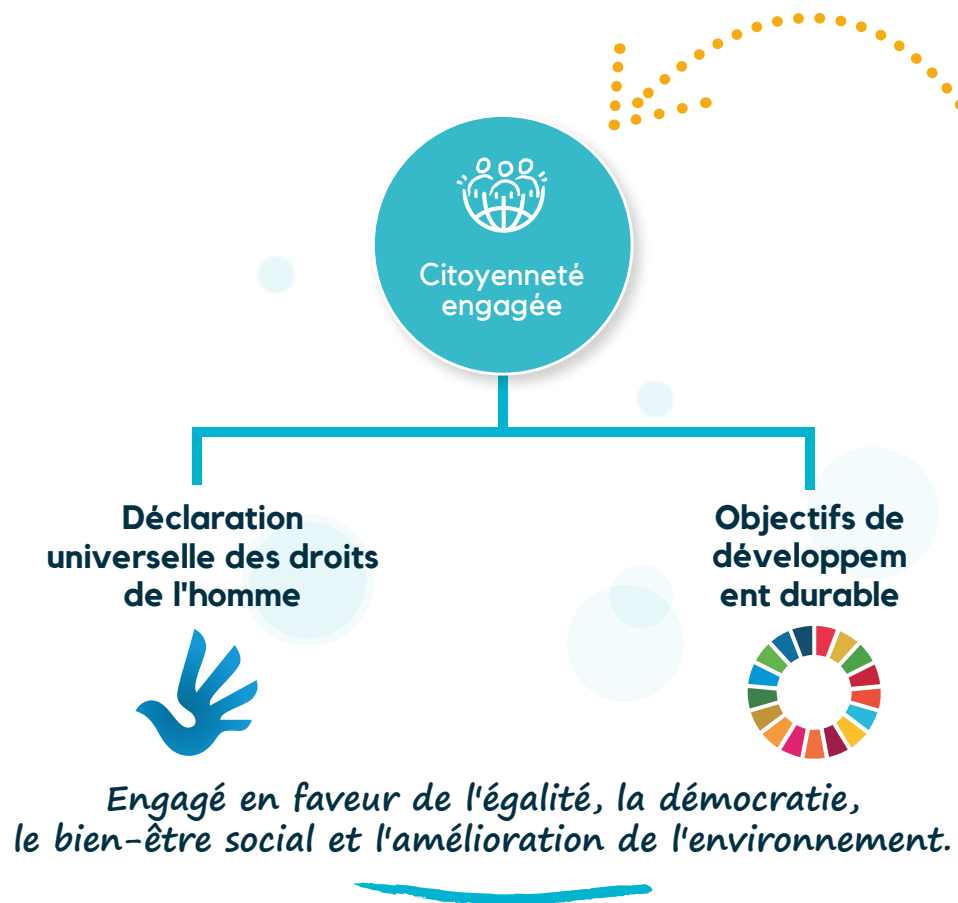 Citoyenneté
engagée
Déclaration
universelle des droits
de l'homme
Objectifs de
développem
ent durable
Engagé en faveur de l'égalité, la démocratie,
le bien-être social et l'amélioration de l'environnement.